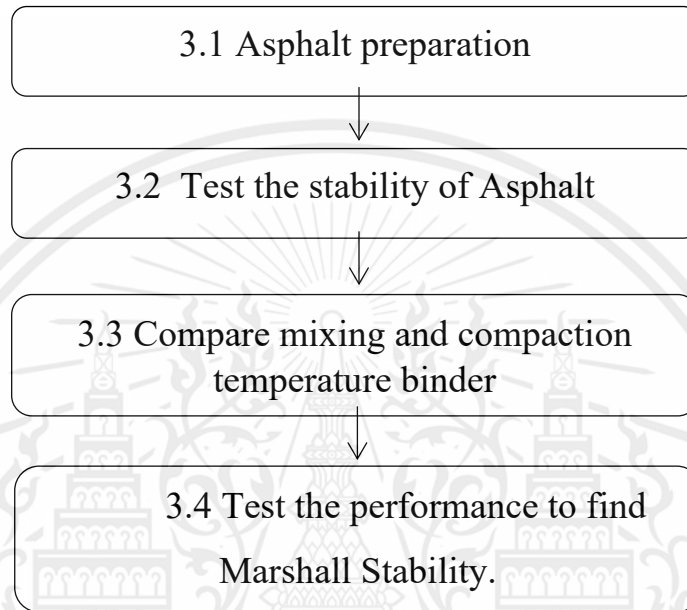 3.1 Asphalt preparation
3.2 Test the stability of Asphalt
3.3 Compare mixing and compaction
temperature binder
3.4 Test the performance to find
Marshall Stability.